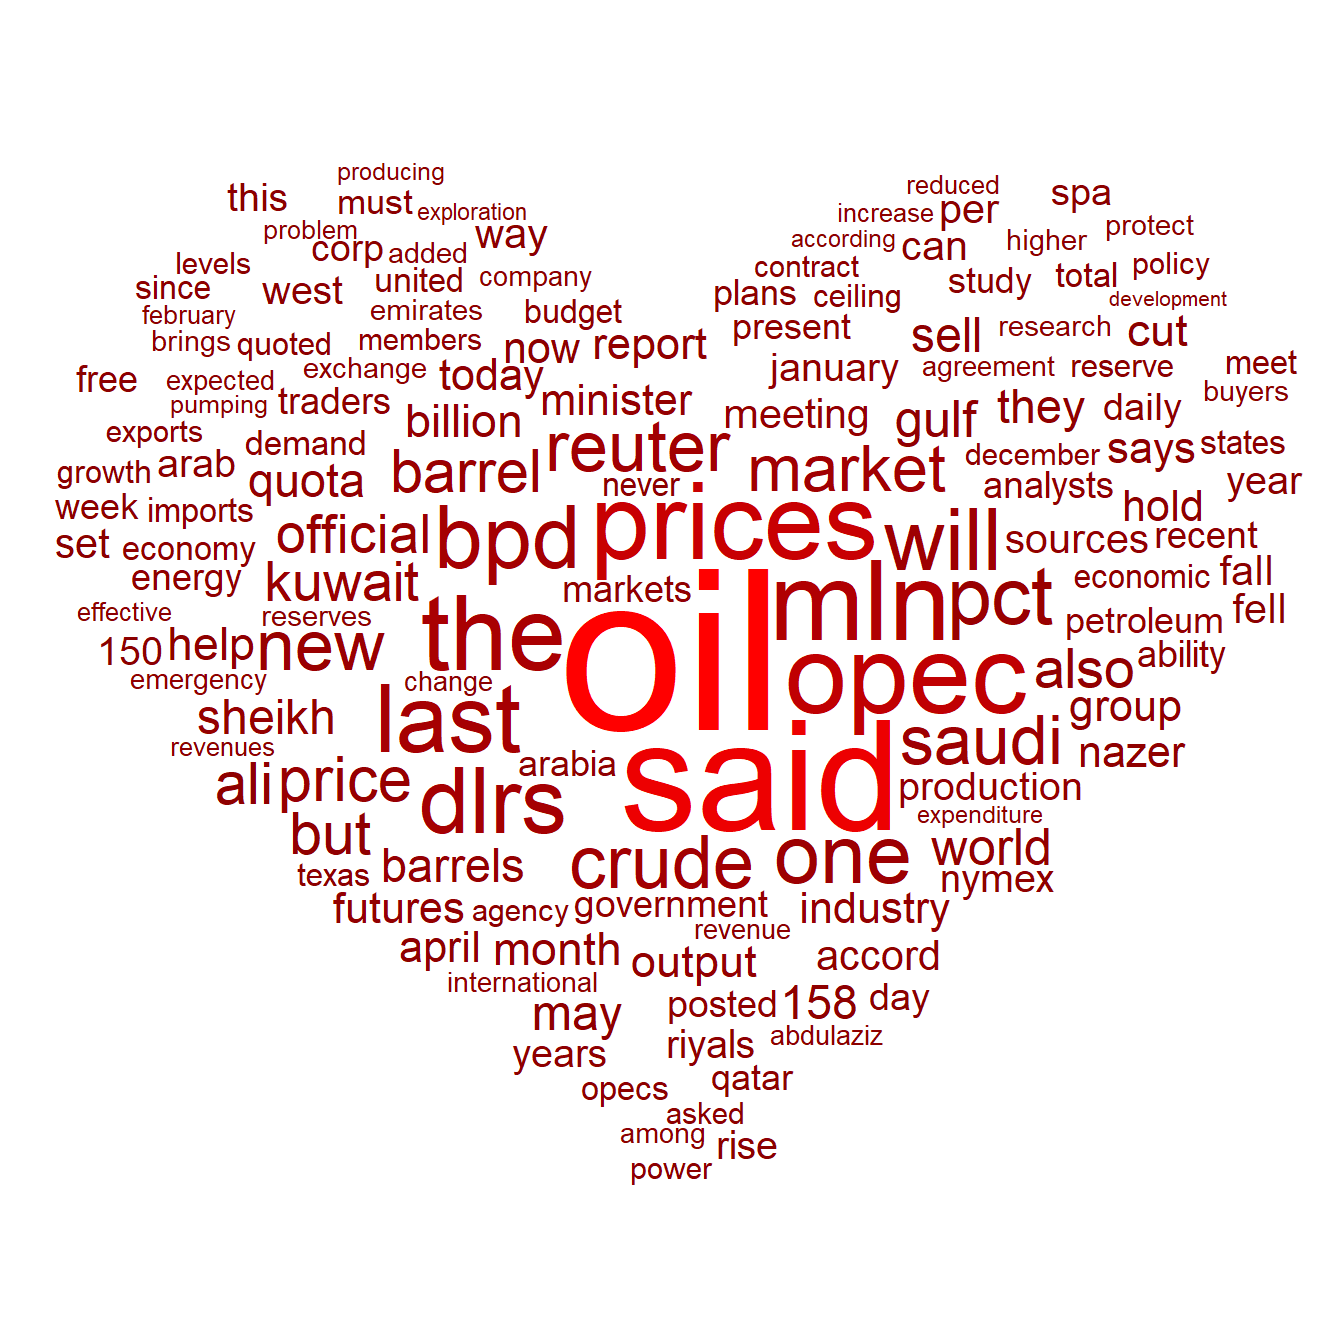 producing
this must exploration reduced spa
problem increase per protect
corp added way according can higher
levels united company contract study total policy
since west emirates budget plans ceiling development
february members present sell research cut
brings quoted now report
free expected exchange today january agreement reserve meet
pumping traders minister buyers
billion meeting gulf they daily
exports demand reuter december says states
growth arab quota barrel never market analysts year
week imports hold
set economy official bpd prices will sources recent
energy kuwait markets economic fall
effective reserves the oil mln pct petroleum fell
150 help new opec also ability
emergency change
sheikh last said saudi group
revenues arabia nazer
ali price dlrs production
expenditure
but crude one world
texas barrels nymex
futures agency government industry
revenue
april month output accord
international
may posted 158 day
years riyals abdulaziz
opecs qatar
asked
among rise
power